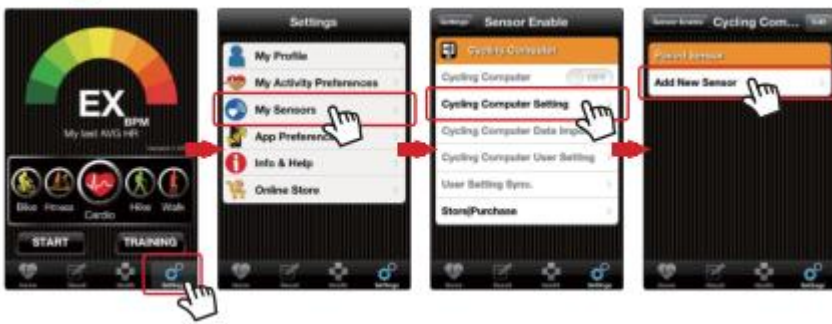 EX
BPM
My last AVG HR
Bike
Fitness
Cardio
Hike
Walk
START
TRAINING
Settings
Settings
My Profile
My Activity Preferences
My Sensors
App Preferences
Info & Help
Online Store
Settings
Settings
Sensor Enable
Cycling Computer
Cycling Computer
OFF
Cycling Computer Setting
Cycling Computer Data
Cycling Computer User Setting
User Setting Sync.
Store|Purchase
Settings
Sensor Enable
Cycling Com...
Edit
Paired Sensor
Add New Sensor
Settings